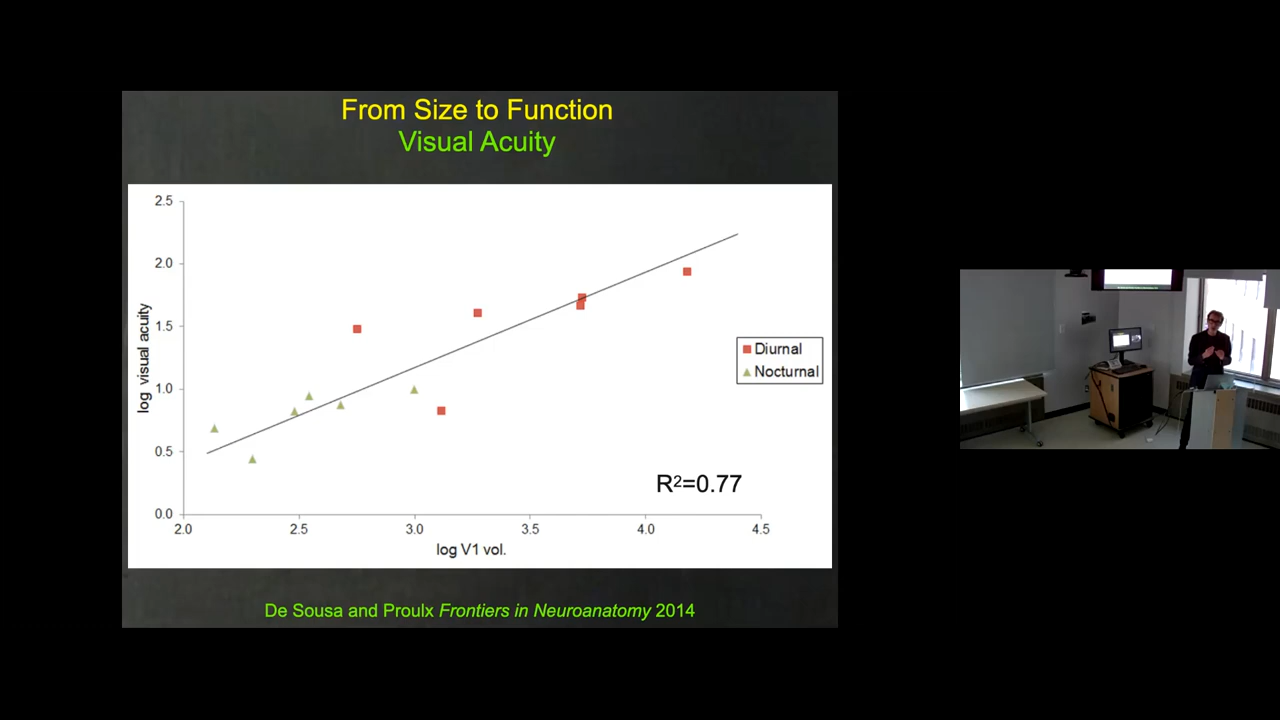 From Size to Function
Visual Acuity
2.5
2.0
1.5
1.0
0.5
0.0
log visual acuity
2.0 2.5 3.0 3.5 4.0 4.5
log V1 vol.
Diurnal
Nocturnal
R²=0.77
De Sousa and Proulx Frontiers in Neuroanatomy 2014